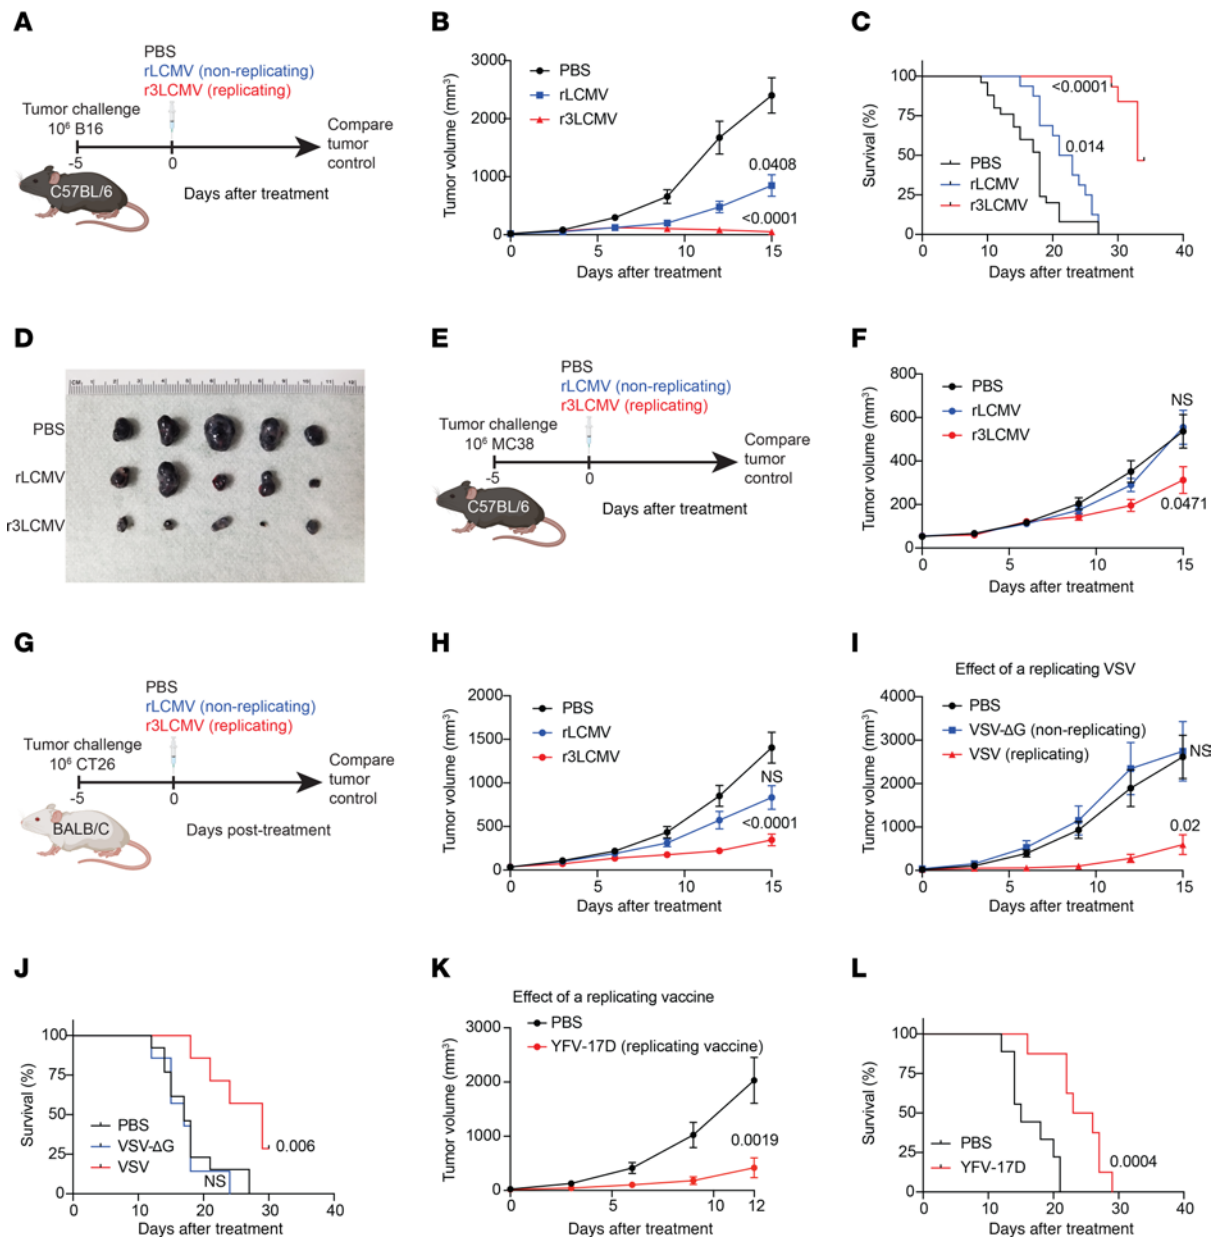 A
PBS
rLCMV (non-replicating)
r3LCMV (replicating)
Tumor challenge
10⁶ B16
-5
0
Compare
tumor
control
C57BL/6
Days after treatment
B
3000
2000
1000
0
Tumor volume (mm³)
PBS
rLCMV
r3LCMV
0.0408
<0.0001
0 5 10 15
Days after treatment
C
100
75
50
25
0
Survival (%)
<0.0001
0.014
PBS
rLCMV
r3LCMV
0 10 20 30 40
Days after treatment
D
PBS
rLCMV
r3LCMV
E
PBS
rLCMV (non-replicating)
r3LCMV (replicating)
Tumor challenge
10⁶ MC38
-5
0
Compare
tumor
control
C57BL/6
Days after treatment
F
800
600
400
200
0
Tumor volume (mm³)
PBS
rLCMV
r3LCMV
NS
0.0471
0 5 10 15
Days after treatment
G
PBS
rLCMV (non-replicating)
r3LCMV (replicating)
Tumor challenge
10⁶ CT26
-5
0
Compare
tumor
control
BALB/C
Days post-treatment
H
2000
1500
1000
500
0
Tumor volume (mm³)
PBS
rLCMV
r3LCMV
NS
<0.0001
0 5 10 15
Days after treatment
I
Effect of a replicating VSV
4000
3000
2000
1000
0
Tumor volume (mm³)
PBS
VSV-ΔG (non-replicating)
VSV (replicating)
NS
0.02
0 5 10 15
Days after treatment
J
100
75
50
25
0
Survival (%)
PBS
VSV-ΔG
VSV
0.006
NS
0 10 20 30 40
Days after treatment
K
Effect of a replicating vaccine
3000
2000
1000
0
Tumor volume (mm³)
PBS
YFV-17D (replicating vaccine)
0.0019
0 5 10 12
Days after treatment
L
100
75
50
25
0
Survival (%)
PBS
YFV-17D
0.0004
0 10 20 30 40
Days after treatment